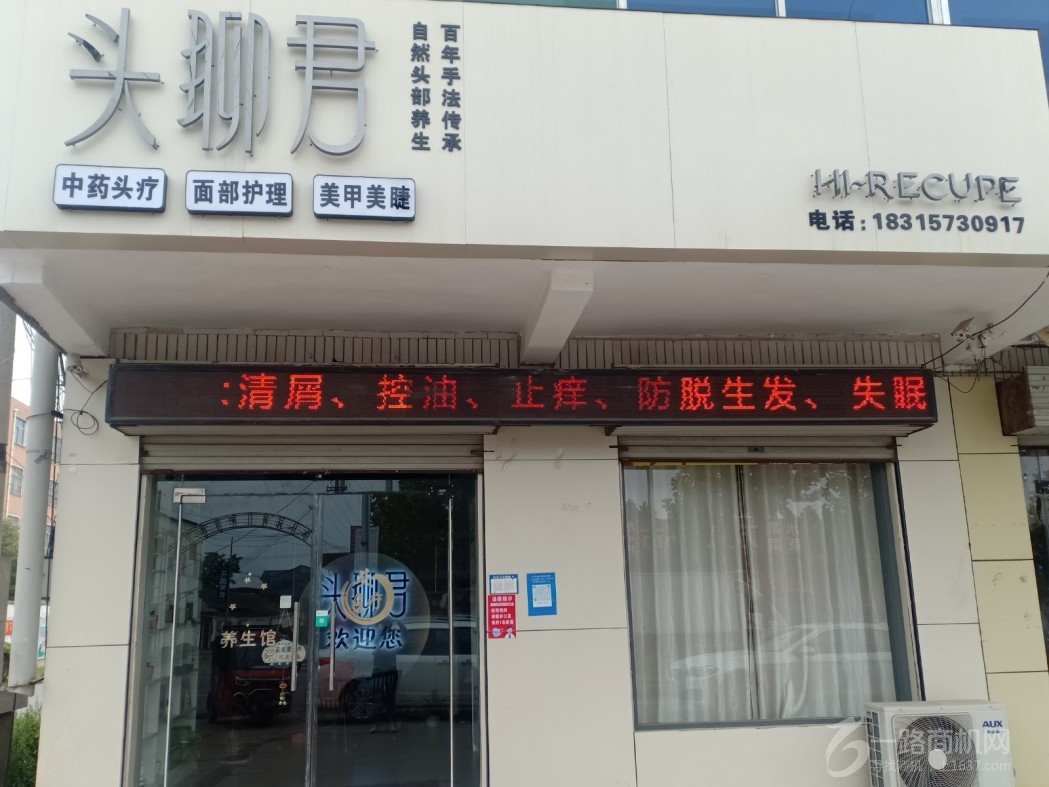 头聊君
百年手法传承
自然头部养生
中药头疗
面部护理
美甲美睫
HI-RECUPE
电话：18315730917
：清屑、控油、止痒、防脱生发、失眠
头聊君
养生馆
欢迎您
AUX
一路商机网